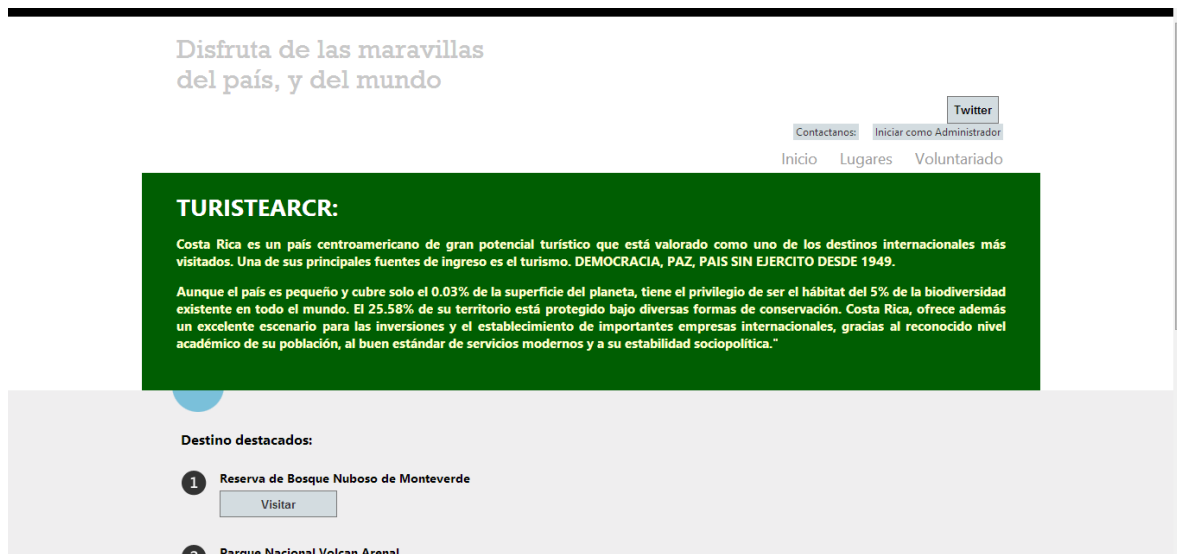 Disfruta de las maravillas
del país, y del mundo
Twitter
Contactanos:
Iniciar como Administrador
Inicio Lugares Voluntariado
TURISTEARCR:
Costa Rica es un país centroamericano de gran potencial turístico que está valorado como uno de los destinos internacionales más
visitados. Una de sus principales fuentes de ingreso es el turismo. DEMOCRACIA, PAZ, PAIS SIN EJERCITO DESDE 1949.
Aunque el país es pequeño y cubre solo el 0.03% de la superficie del planeta, tiene el privilegio de ser el hábitat del 5% de la biodiversidad
existente en todo el mundo. El 25.58% de su territorio está protegido bajo diversas formas de conservación. Costa Rica, ofrece además
un excelente escenario para las inversiones y el establecimiento de importantes empresas internacionales, gracias al reconocido nivel
académico de su población, al buen estándar de servicios modernos y a su estabilidad sociopolítica."
Destino destacados:
1 Reserva de Bosque Nuboso de Monteverde
Visitar
2 Parque Nacional Volcan Arenal